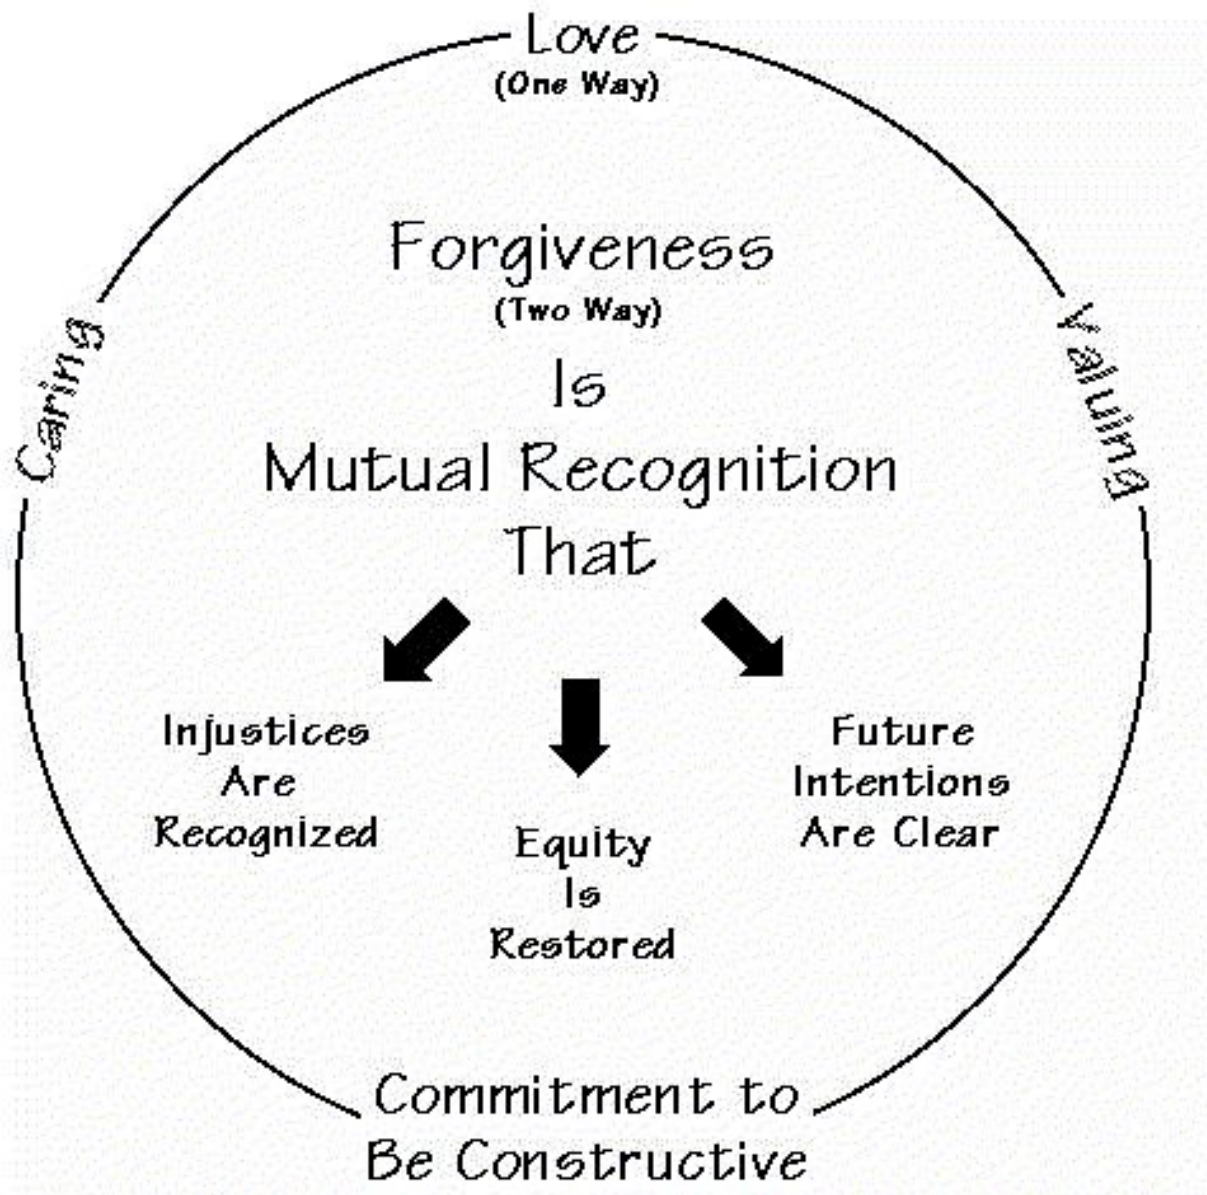 Love
(One Way)
Forgiveness
(Two Way)
Is
Mutual Recognition
That
Caring
Valuing
Injustices
Are
Recognized
Equity
Is
Restored
Future
Intentions
Are Clear
Commitment to
Be Constructive